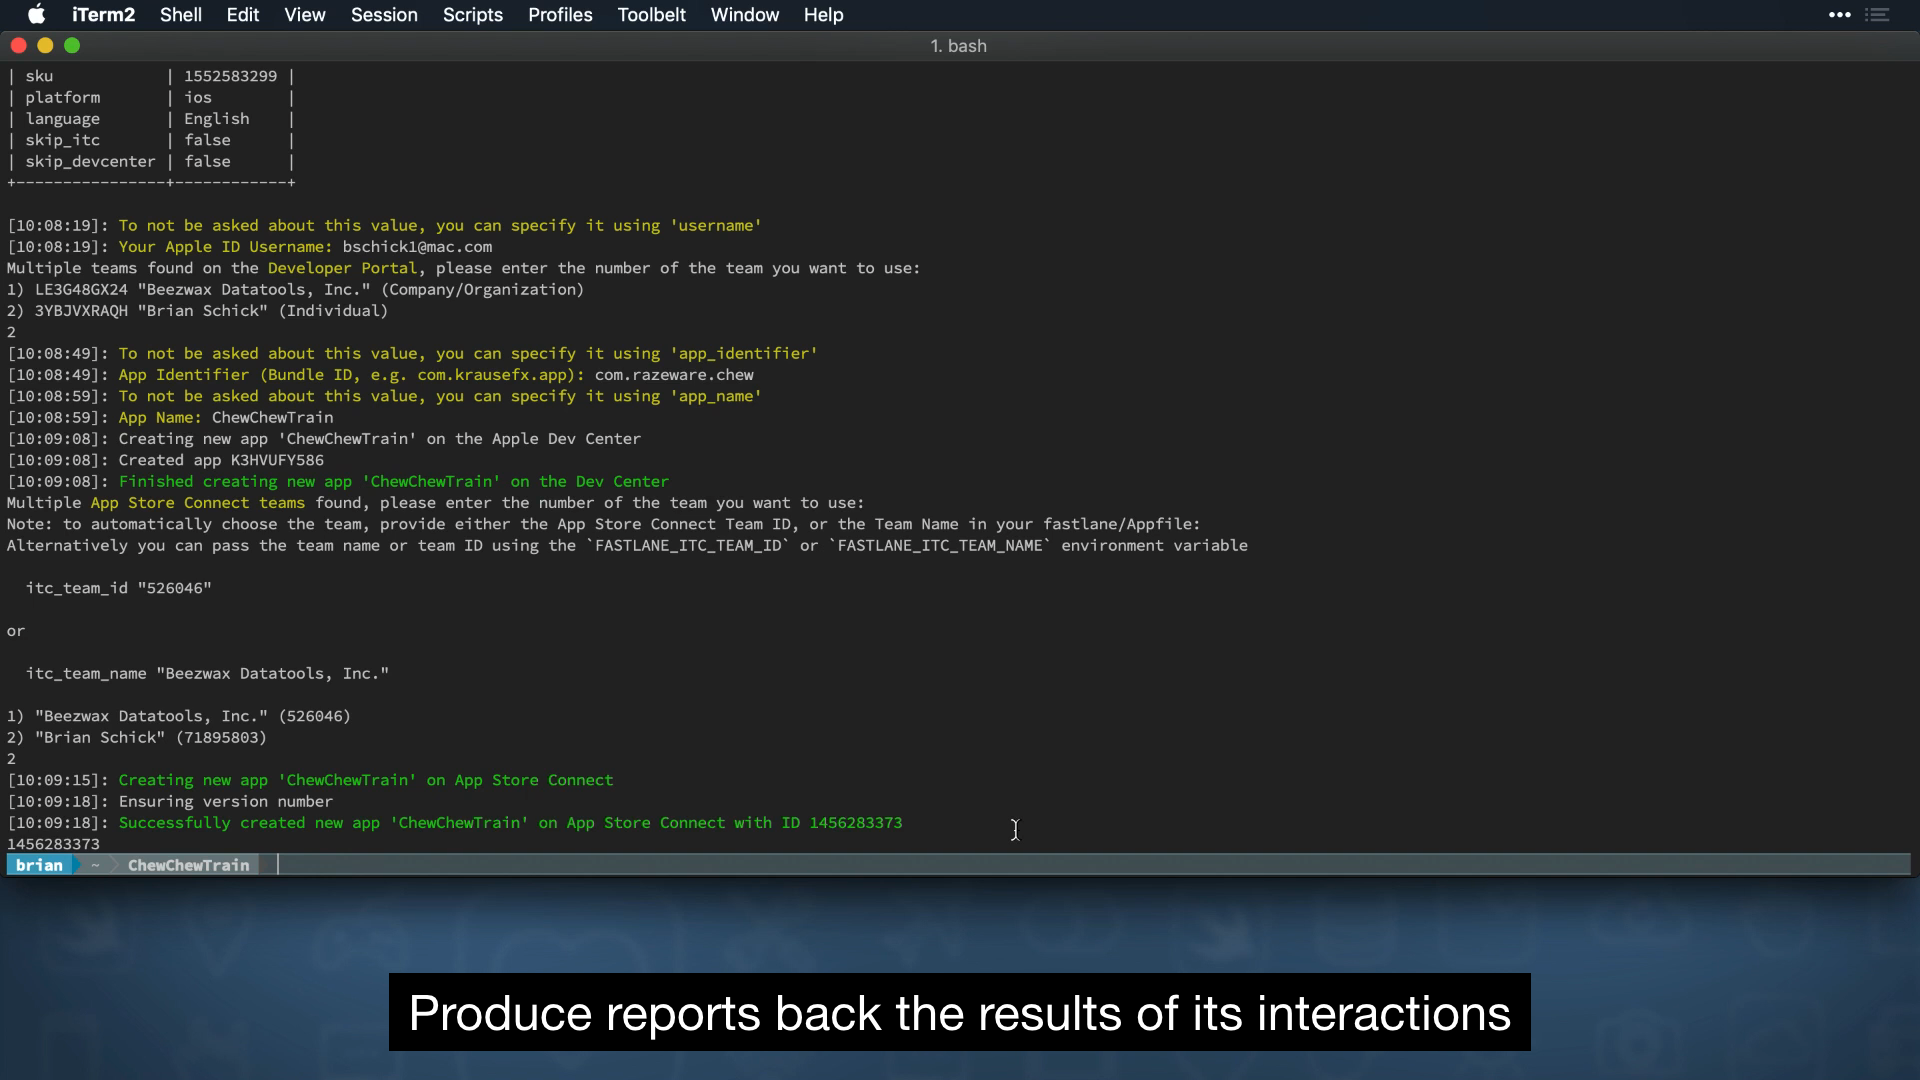 iTerm2 Shell Edit View Session Scripts Profiles Toolbelt Window Help
1. bash
| sku | 1552583299 |
| platform | ios |
| language | English |
| skip_itc | false |
| skip_devcenter | false |
+----------------+------------+
[10:08:19]: To not be asked about this value, you can specify it using 'username'
[10:08:19]: Your Apple ID Username: bschick1@mac.com
Multiple teams found on the Developer Portal, please enter the number of the team you want to use:
1) LE3G48GX24 "Beezwax Datatools, Inc." (Company/Organization)
2) 3YBJVXRAQH "Brian Schick" (Individual)
2
[10:08:49]: To not be asked about this value, you can specify it using 'app_identifier'
[10:08:49]: App Identifier (Bundle ID, e.g. com.krausefx.app): com.razeware.chew
[10:08:59]: To not be asked about this value, you can specify it using 'app_name'
[10:08:59]: App Name: ChewChewTrain
[10:09:08]: Creating new app 'ChewChewTrain' on the Apple Dev Center
[10:09:08]: Created app K3HVUFY586
[10:09:08]: Finished creating new app 'ChewChewTrain' on the Dev Center
Multiple App Store Connect teams found, please enter the number of the team you want to use:
Note: to automatically choose the team, provide either the App Store Connect Team ID, or the Team Name in your fastlane/Appfile:
Alternatively you can pass the team name or team ID using the `FASTLANE_ITC_TEAM_ID` or `FASTLANE_ITC_TEAM_NAME` environment variable
itc_team_id "526046"
or
itc_team_name "Beezwax Datatools, Inc."
1) "Beezwax Datatools, Inc." (526046)
2) "Brian Schick" (71895803)
2
[10:09:15]: Creating new app 'ChewChewTrain' on App Store Connect
[10:09:18]: Ensuring version number
[10:09:18]: Successfully created new app 'ChewChewTrain' on App Store Connect with ID 1456283373
1456283373
brian ~ ChewChewTrain
Produce reports back the results of its interactions